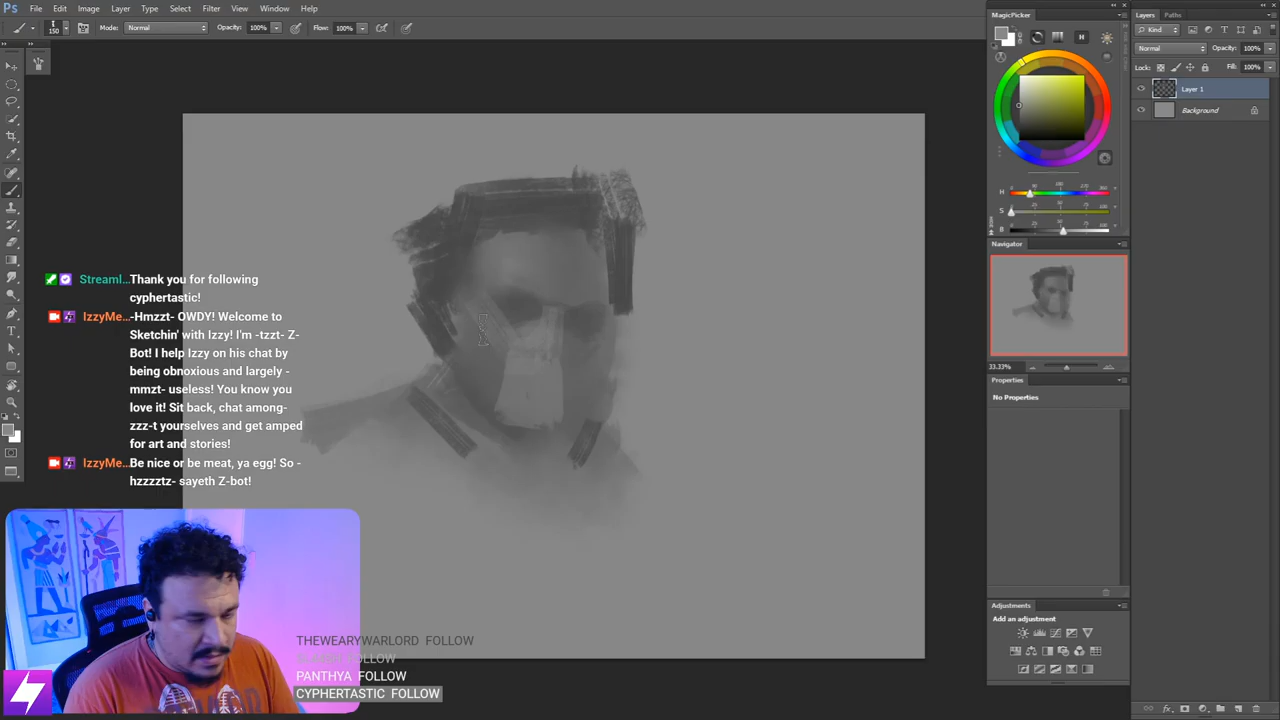 Ps File Edit Image Layer Type Select Filter View Window Help
150 Mode: Normal Opacity: 100% Flow: 100%
MagicPicker
H
H
S
B
Navigator
33.33%
Properties
No Properties
Adjustments
Add an adjustment
Layers Paths
Kind
Normal Opacity: 100%
Lock: Fill: 100%
Layer 1
Background
Streaml... Thank you for following
cyphertastic!
IzzyMe... -Hmzzt- OWDY! Welcome to
Sketchin' with Izzy! I'm -tzzt- Z-
Bot! I help Izzy on his chat by
being obnoxious and largely -
mmzt- useless! You know you
love it! Sit back, chat among-
zzz-t yourselves and get amped
for art and stories!
IzzyMe... Be nice or be meat, ya egg! So -
hzzzztz- sayeth Z-bot!
THEWEARYWARLORD FOLLOW
FOLLOW
PANTHYA FOLLOW
CYPHERTASTIC FOLLOW